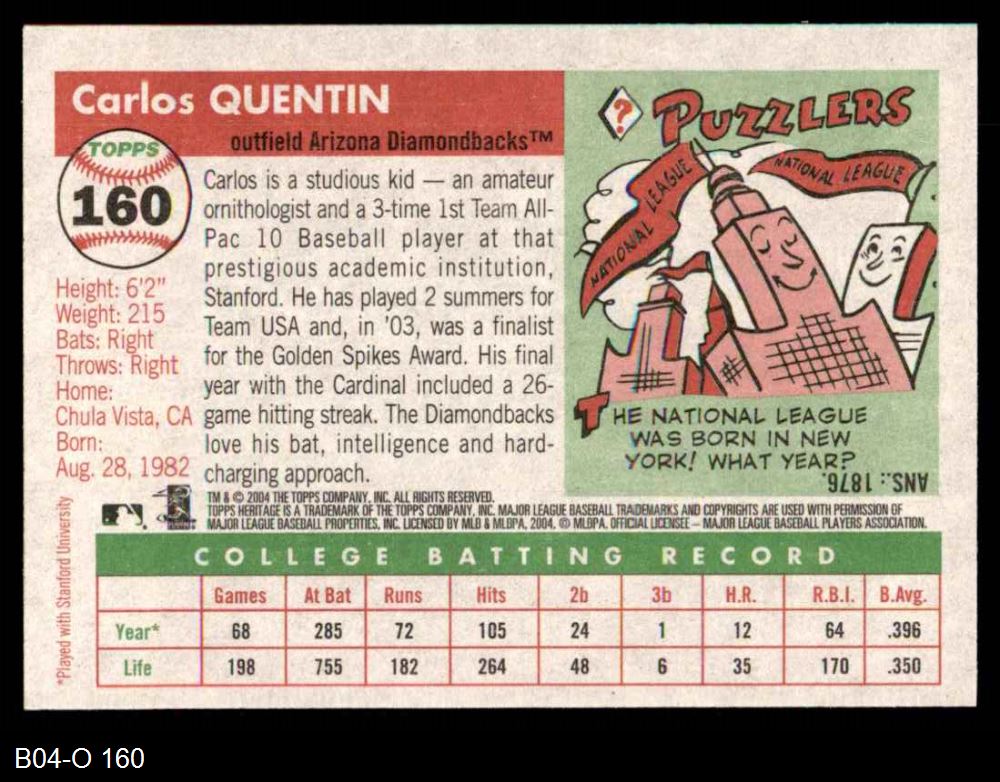 Carlos QUENTIN
outfield Arizona Diamondbacks™
TOPPS
160
Height: 6'2"
Weight: 215
Bats: Right
Throws: Right
Home:
Chula Vista, CA
Born:
Aug. 28, 1982
Carlos is a studious kid — an amateur
ornithologist and a 3-time 1st Team All-
Pac 10 Baseball player at that
prestigious academic institution,
Stanford. He has played 2 summers for
Team USA and, in '03, was a finalist
for the Golden Spikes Award. His final
year with the Cardinal included a 26-
game hitting streak. The Diamondbacks
love his bat, intelligence and hard-
charging approach.
? PUZZLERS
NATIONAL LEAGUE
NATIONAL LEAGUE
THE NATIONAL LEAGUE
WAS BORN IN NEW
YORK! WHAT YEAR?
ANS.: 1876.
TM & © 2004 THE TOPPS COMPANY, INC. ALL RIGHTS RESERVED.
TOPPS HERITAGE IS A TRADEMARK OF THE TOPPS COMPANY, INC. MAJOR LEAGUE BASEBALL TRADEMARKS AND COPYRIGHTS ARE USED WITH PERMISSION OF
MAJOR LEAGUE BASEBALL PROPERTIES, INC. LICENSED BY MLB & MLBPA, 2004. © MLBPA, OFFICIAL LICENSEE – MAJOR LEAGUE BASEBALL PLAYERS ASSOCIATION.
*Played with Stanford University
COLLEGE BATTING RECORD
Games At Bat Runs Hits 2b 3b H.R. R.B.I. B.Avg.
Year* 68 285 72 105 24 1 12 64 .396
Life 198 755 182 264 48 6 35 170 .350
B04-O 160